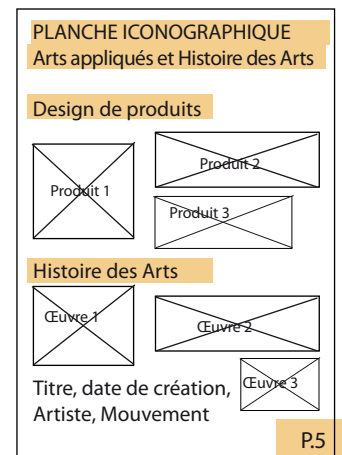 PLANCHE ICONOGRAPHIQUE
Arts appliqués et Histoire des Arts
Design de produits
Produit 1
Produit 2
Produit 3
Histoire des Arts
Œuvre 1
Œuvre 2
Œuvre 3
Titre, date de création,
Artiste, Mouvement
P.5